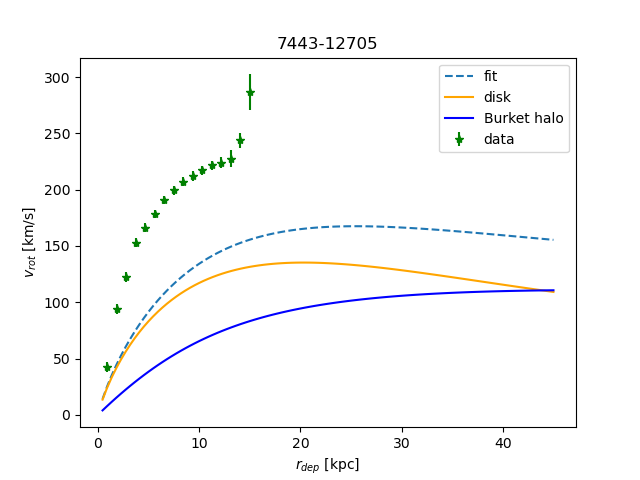 7443-12705
300
250
200
150
100
50
0
v_rot [km/s]
fit
disk
Burket halo
data
0 10 20 30 40
r_dep [kpc]